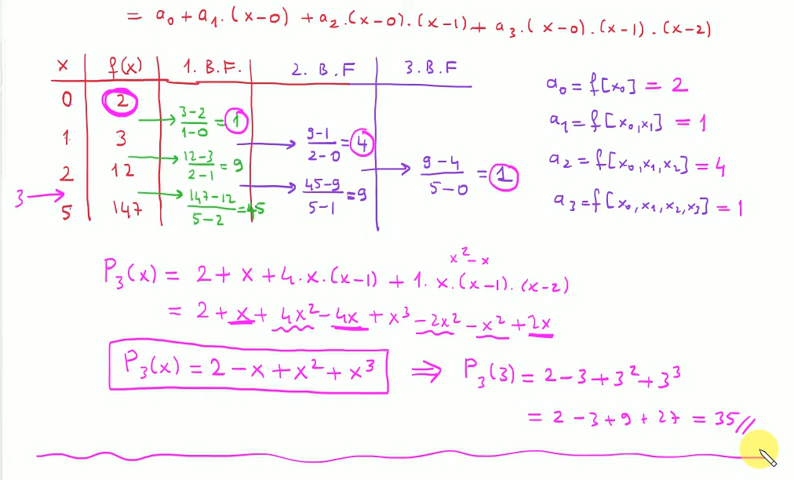 = a₀ + a₁.(x-0) + a₂.(x-0).(x-1) + a₃.(x-0).(x-1).(x-2)
x f(x) 1. B.F. 2. B.F 3. B.F
0 2
1 3
2 12
3 →
5 147
(3-2)/(1-0) = 1
(12-3)/(2-1) = 9
(147-12)/(5-2) = 45
(9-1)/(2-0) = 4
(45-9)/(5-1) = 9
(9-4)/(5-0) = 1
a₀ = f[x₀] = 2
a₁ = f[x₀,x₁] = 1
a₂ = f[x₀,x₁,x₂] = 4
a₃ = f[x₀,x₁,x₂,x₃] = 1
x²-x
P₃(x) = 2 + x + 4.x.(x-1) + 1.x.(x-1).(x-2)
= 2 + x + 4x² - 4x + x³ - 2x² - x² + 2x
P₃(x) = 2 - x + x² + x³ ⇒ P₃(3) = 2 - 3 + 3² + 3³
= 2 - 3 + 9 + 27 = 35//